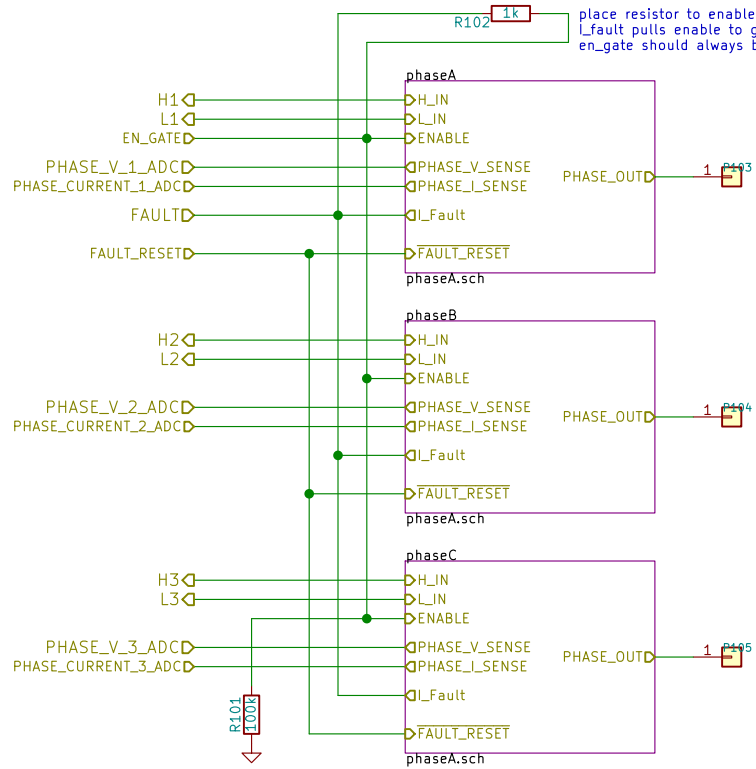 R102 1k
place resistor to enable
I_fault pulls enable to
en_gate should always
phaseA
H1 H_IN
L1 L_IN
EN_GATE ENABLE
PHASE_V_1_ADC PHASE_V_SENSE
PHASE_OUT 1 P103
PHASE_CURRENT_1_ADC PHASE_I_SENSE
FAULT I_Fault
FAULT_RESET FAULT_RESET
phaseA.sch
phaseB
H2 H_IN
L2 L_IN
ENABLE
PHASE_V_2_ADC PHASE_V_SENSE
PHASE_OUT 1 P104
PHASE_CURRENT_2_ADC PHASE_I_SENSE
I_Fault
FAULT_RESET
phaseA.sch
phaseC
H3 H_IN
L3 L_IN
ENABLE
PHASE_V_3_ADC PHASE_V_SENSE
PHASE_OUT 1 P105
PHASE_CURRENT_3_ADC PHASE_I_SENSE
I_Fault
R101 100k
FAULT_RESET
phaseA.sch